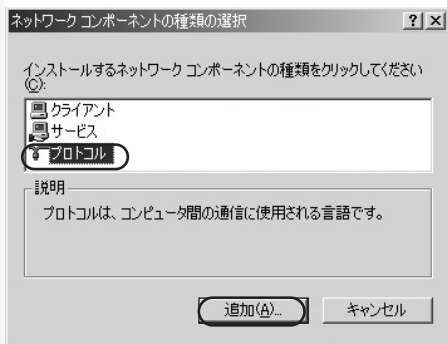 ネットワーク コンポーネントの種類の選択
インストールするネットワーク コンポーネントの種類をクリックしてください
(C):
クライアント
サービス
プロトコル
説明
プロトコルは、コンピュータ間の通信に使用される言語です。
追加(A)... キャンセル